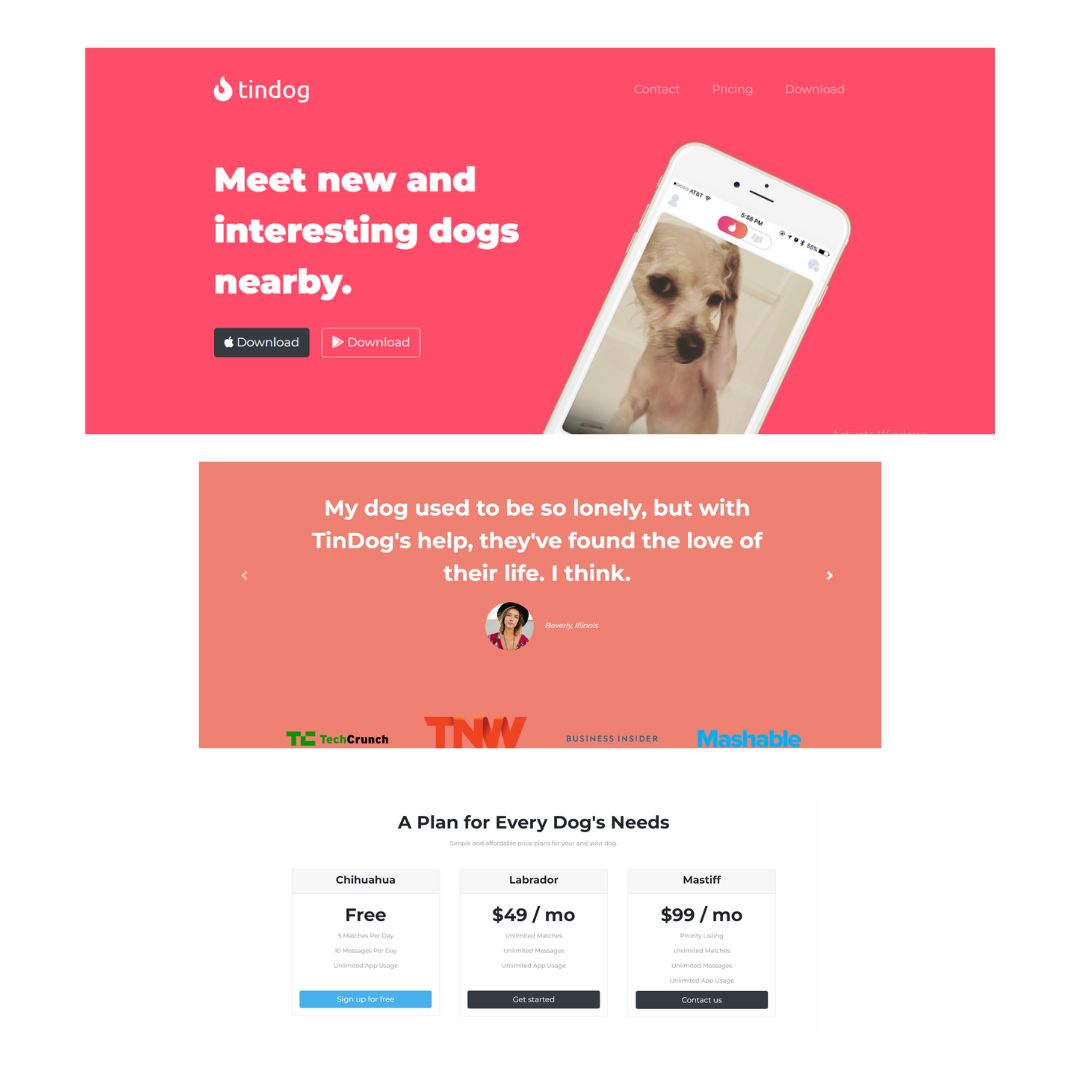 tindog
Contact Pricing Download
Meet new and
interesting dogs
nearby.
Download Download
AT&T 5:58 PM 55%
My dog used to be so lonely, but with
TinDog's help, they've found the love of
their life. I think.
Beverly, Illinois
TC TechCrunch TNW BUSINESS INSIDER Mashable
A Plan for Every Dog's Needs
Simple and affordable price plans for your and your dog.
Chihuahua Labrador Mastiff
Free $49 / mo $99 / mo
5 Matches Per Day Unlimited Matches Priority Listing
10 Messages Per Day Unlimited Messages Unlimited Matches
Unlimited App Usage Unlimited App Usage Unlimited Messages
Unlimited App Usage
Sign up for free Get started Contact us